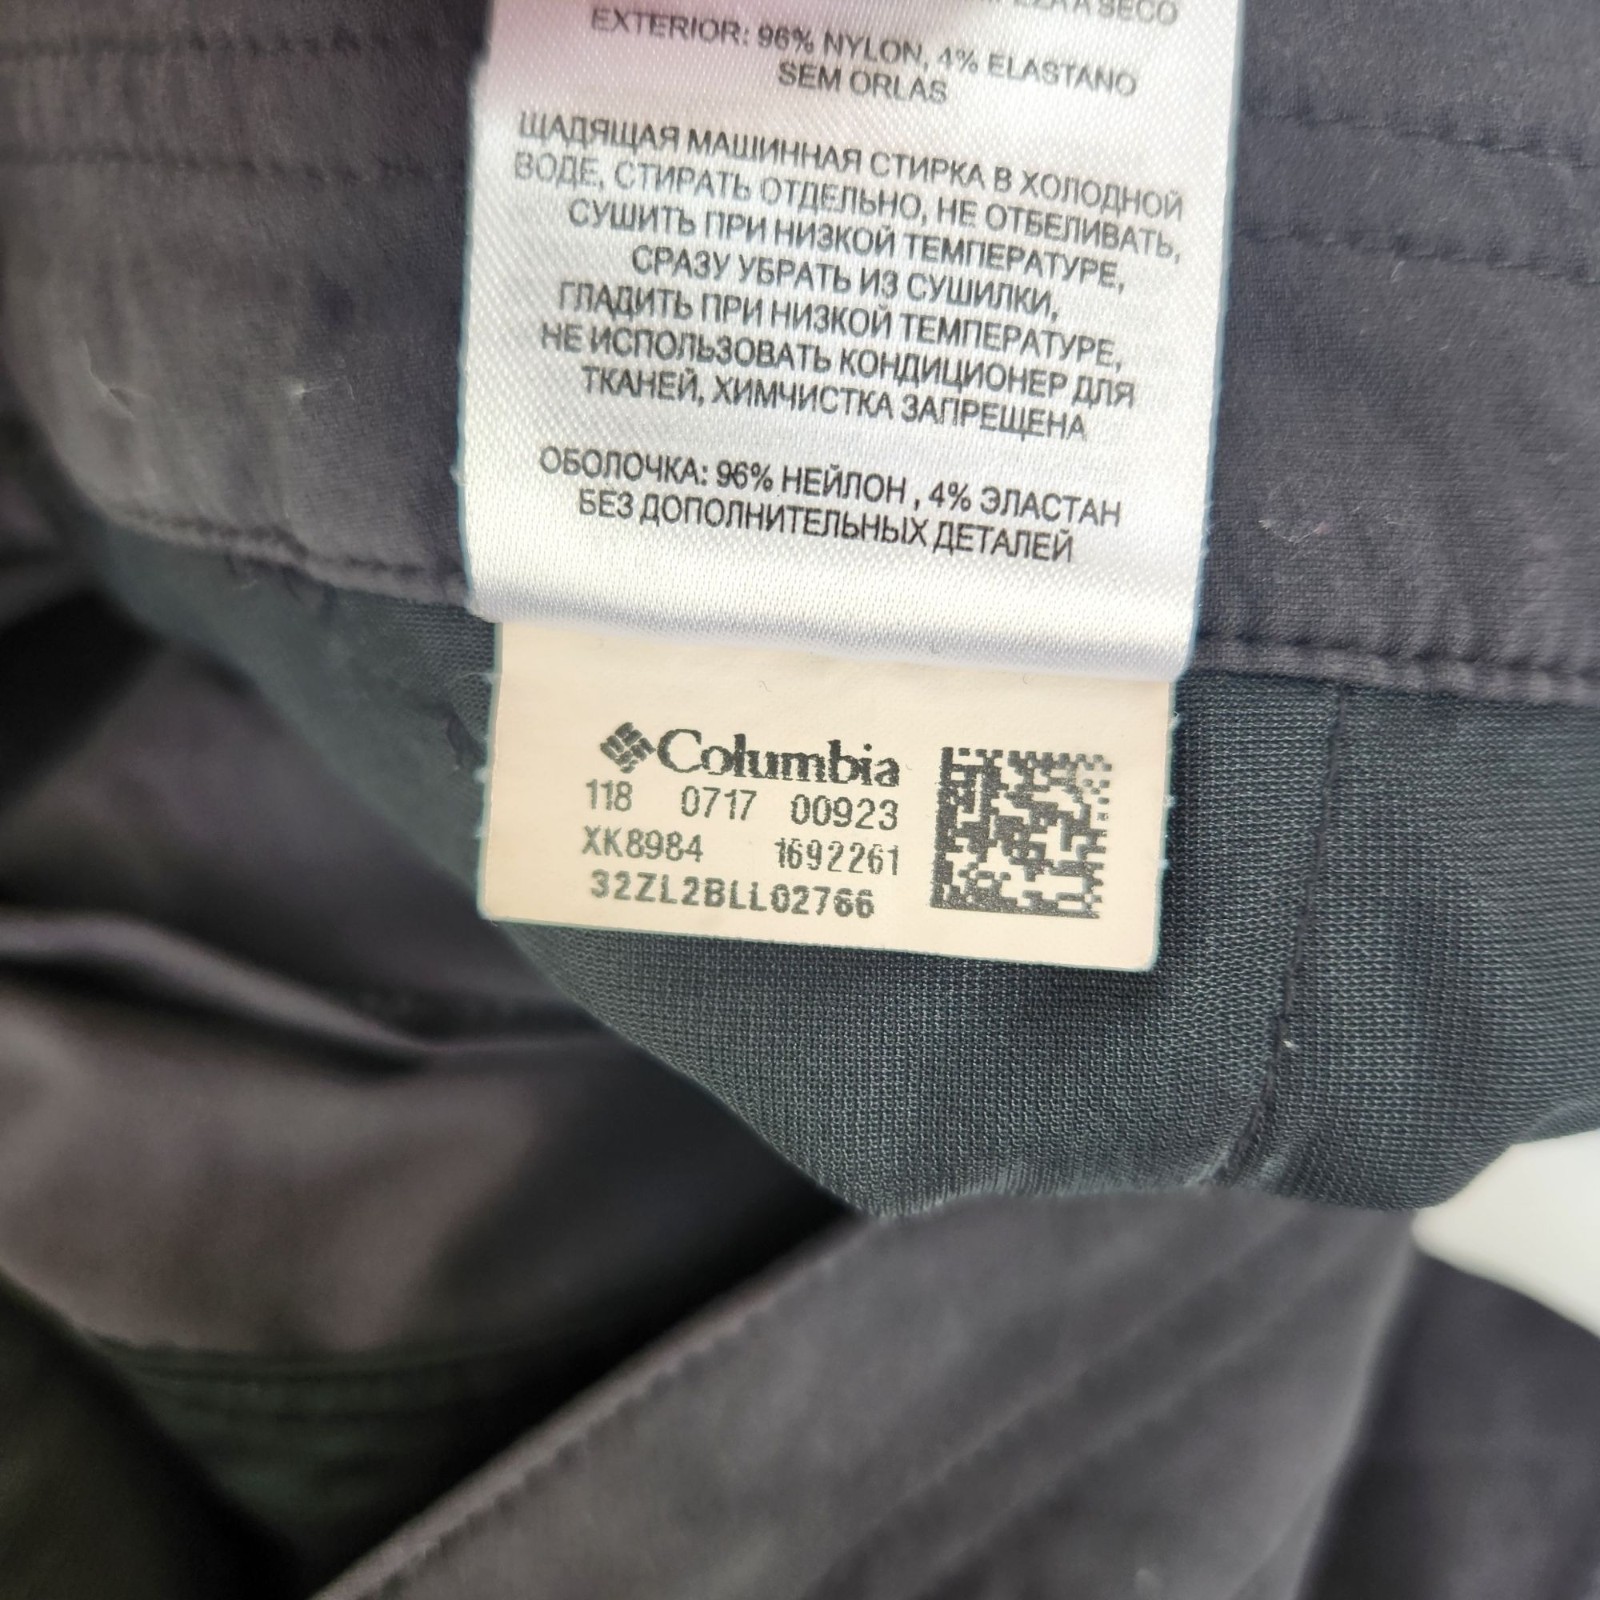 A SECO
EXTERIOR: 96% NYLON, 4% ELASTANO
SEM ORLAS
ЩАДЯЩАЯ МАШИННАЯ СТИРКА В ХОЛОДНОЙ
ВОДЕ, СТИРАТЬ ОТДЕЛЬНО, НЕ ОТБЕЛИВАТЬ,
СУШИТЬ ПРИ НИЗКОЙ ТЕМПЕРАТУРЕ,
СРАЗУ УБРАТЬ ИЗ СУШИЛКИ,
ГЛАДИТЬ ПРИ НИЗКОЙ ТЕМПЕРАТУРЕ,
НЕ ИСПОЛЬЗОВАТЬ КОНДИЦИОНЕР ДЛЯ
ТКАНЕЙ, ХИМЧИСТКА ЗАПРЕЩЕНА
ОБОЛОЧКА: 96% НЕЙЛОН , 4% ЭЛАСТАН
БЕЗ ДОПОЛНИТЕЛЬНЫХ ДЕТАЛЕЙ
Columbia
118 0717 00923
XK8984 1692261
32ZL2BLL02766